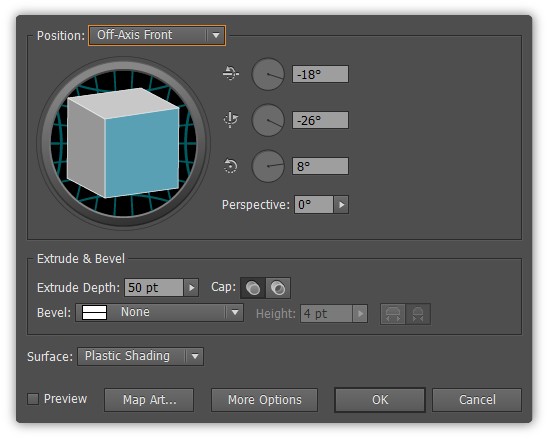 Position: Off-Axis Front
-18°
-26°
8°
Perspective: 0°
Extrude & Bevel
Extrude Depth: 50 pt Cap:
Bevel: None Height: 4 pt
Surface: Plastic Shading
Preview Map Art... More Options OK Cancel